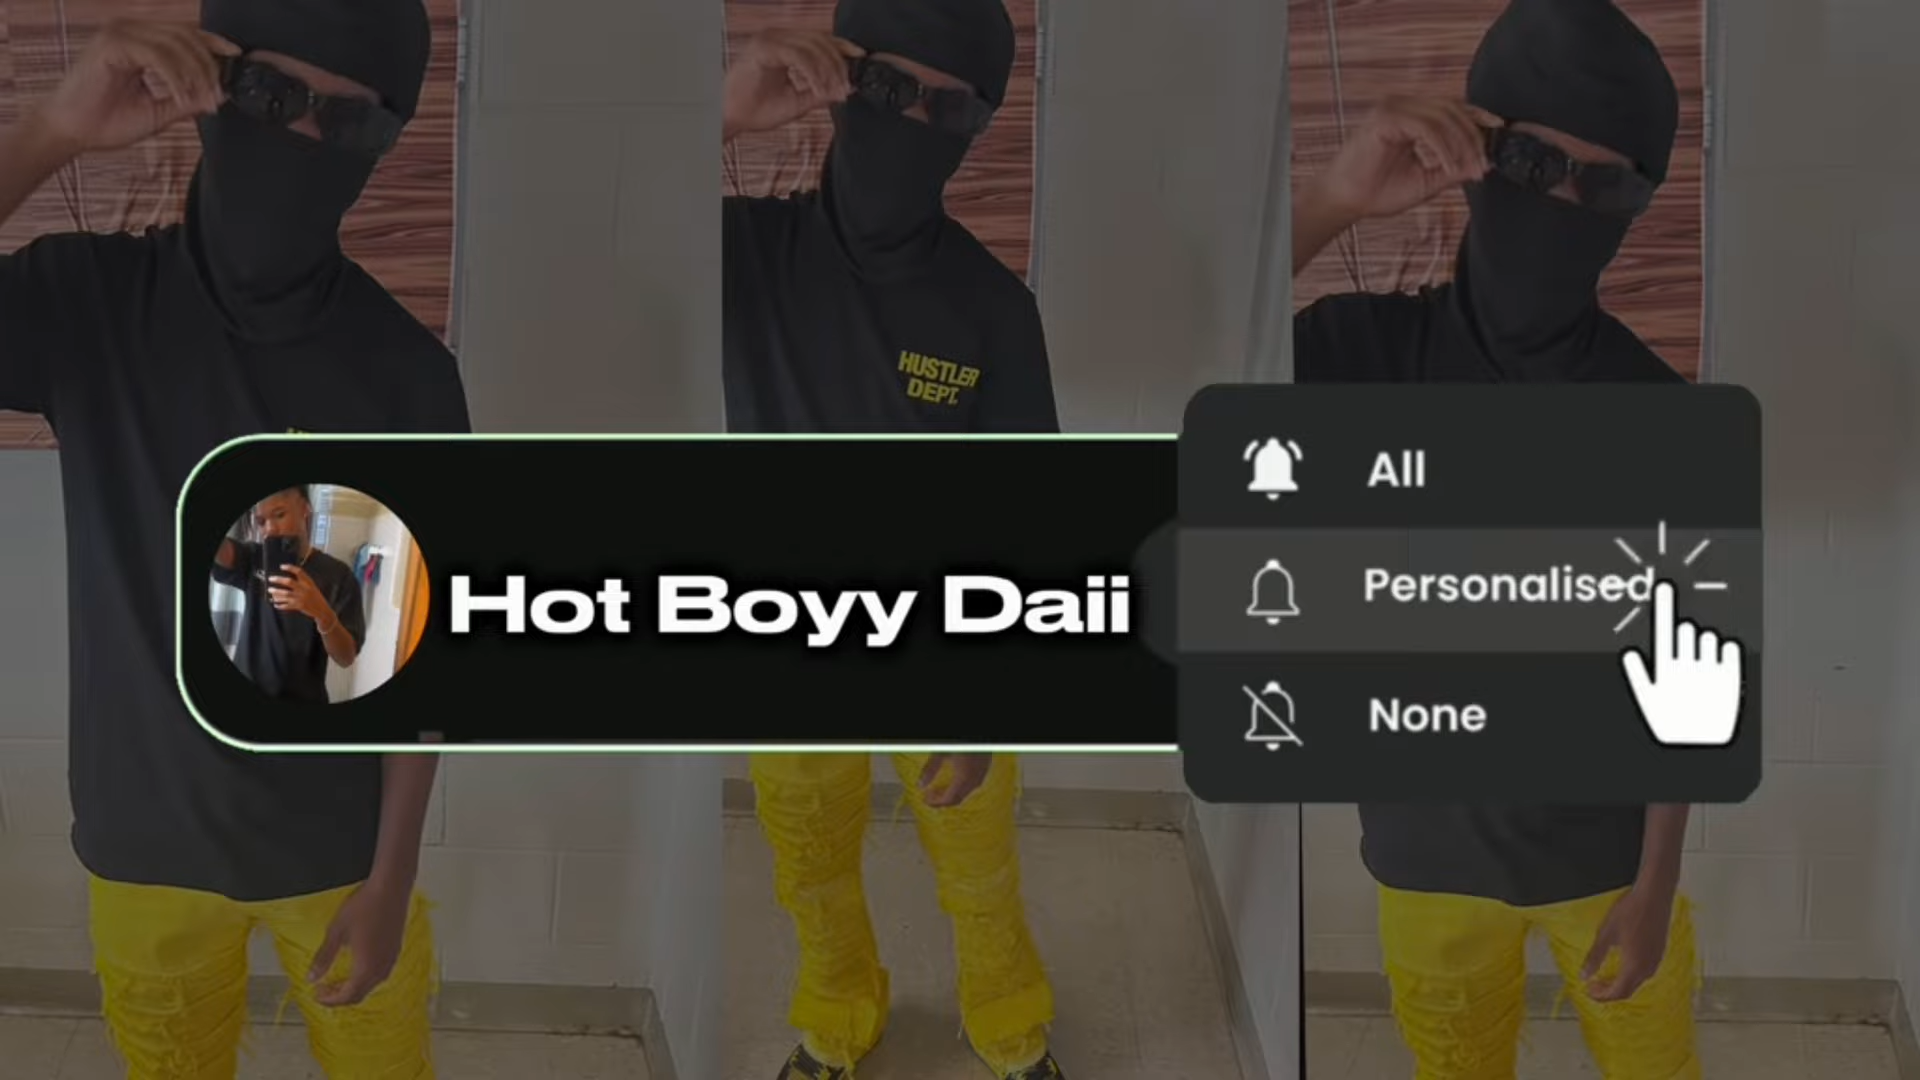 HUSTLER
DEPT.
Hot Boyy Daii
All
Personalised
None